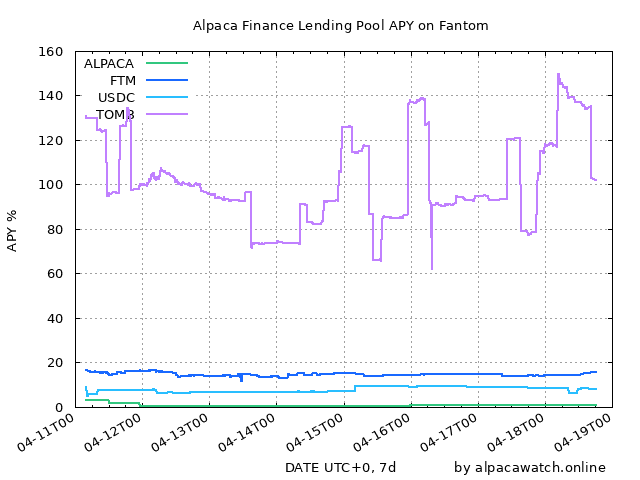 Alpaca Finance Lending Pool APY on Fantom
160
140
120
100
80
60
40
20
0
APY %
ALPACA
FTM
USDC
TOMB
04-11T00
04-12T00
04-13T00
04-14T00
04-15T00
04-16T00
04-17T00
04-18T00
04-19T00
DATE UTC+0, 7d
by alpacawatch.online